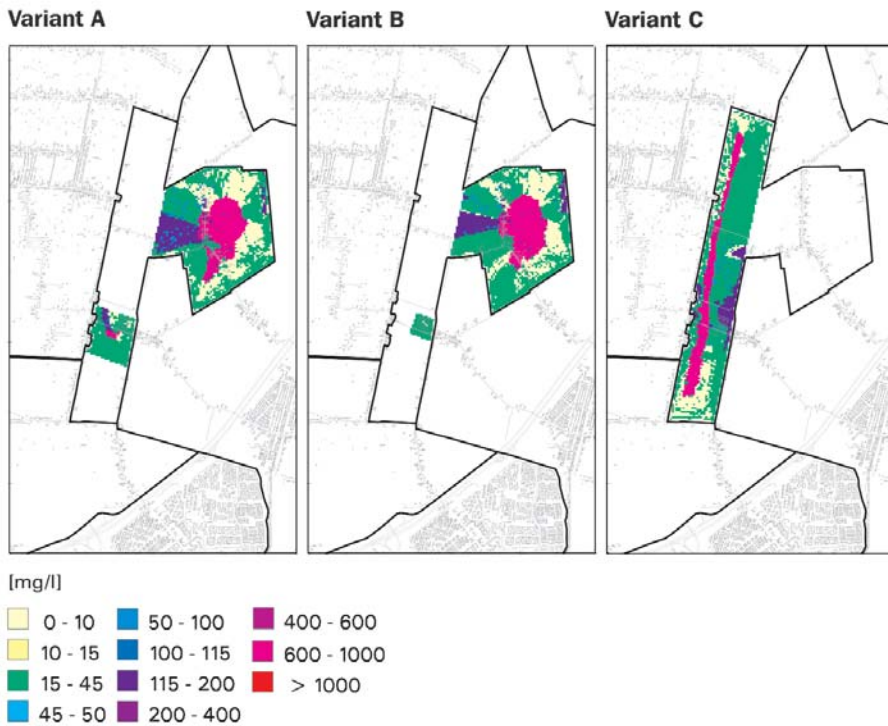 Variant A
Variant B
Variant C
[mg/l]
0 - 10
10 - 15
15 - 45
45 - 50
50 - 100
100 - 115
115 - 200
200 - 400
400 - 600
600 - 1000
> 1000